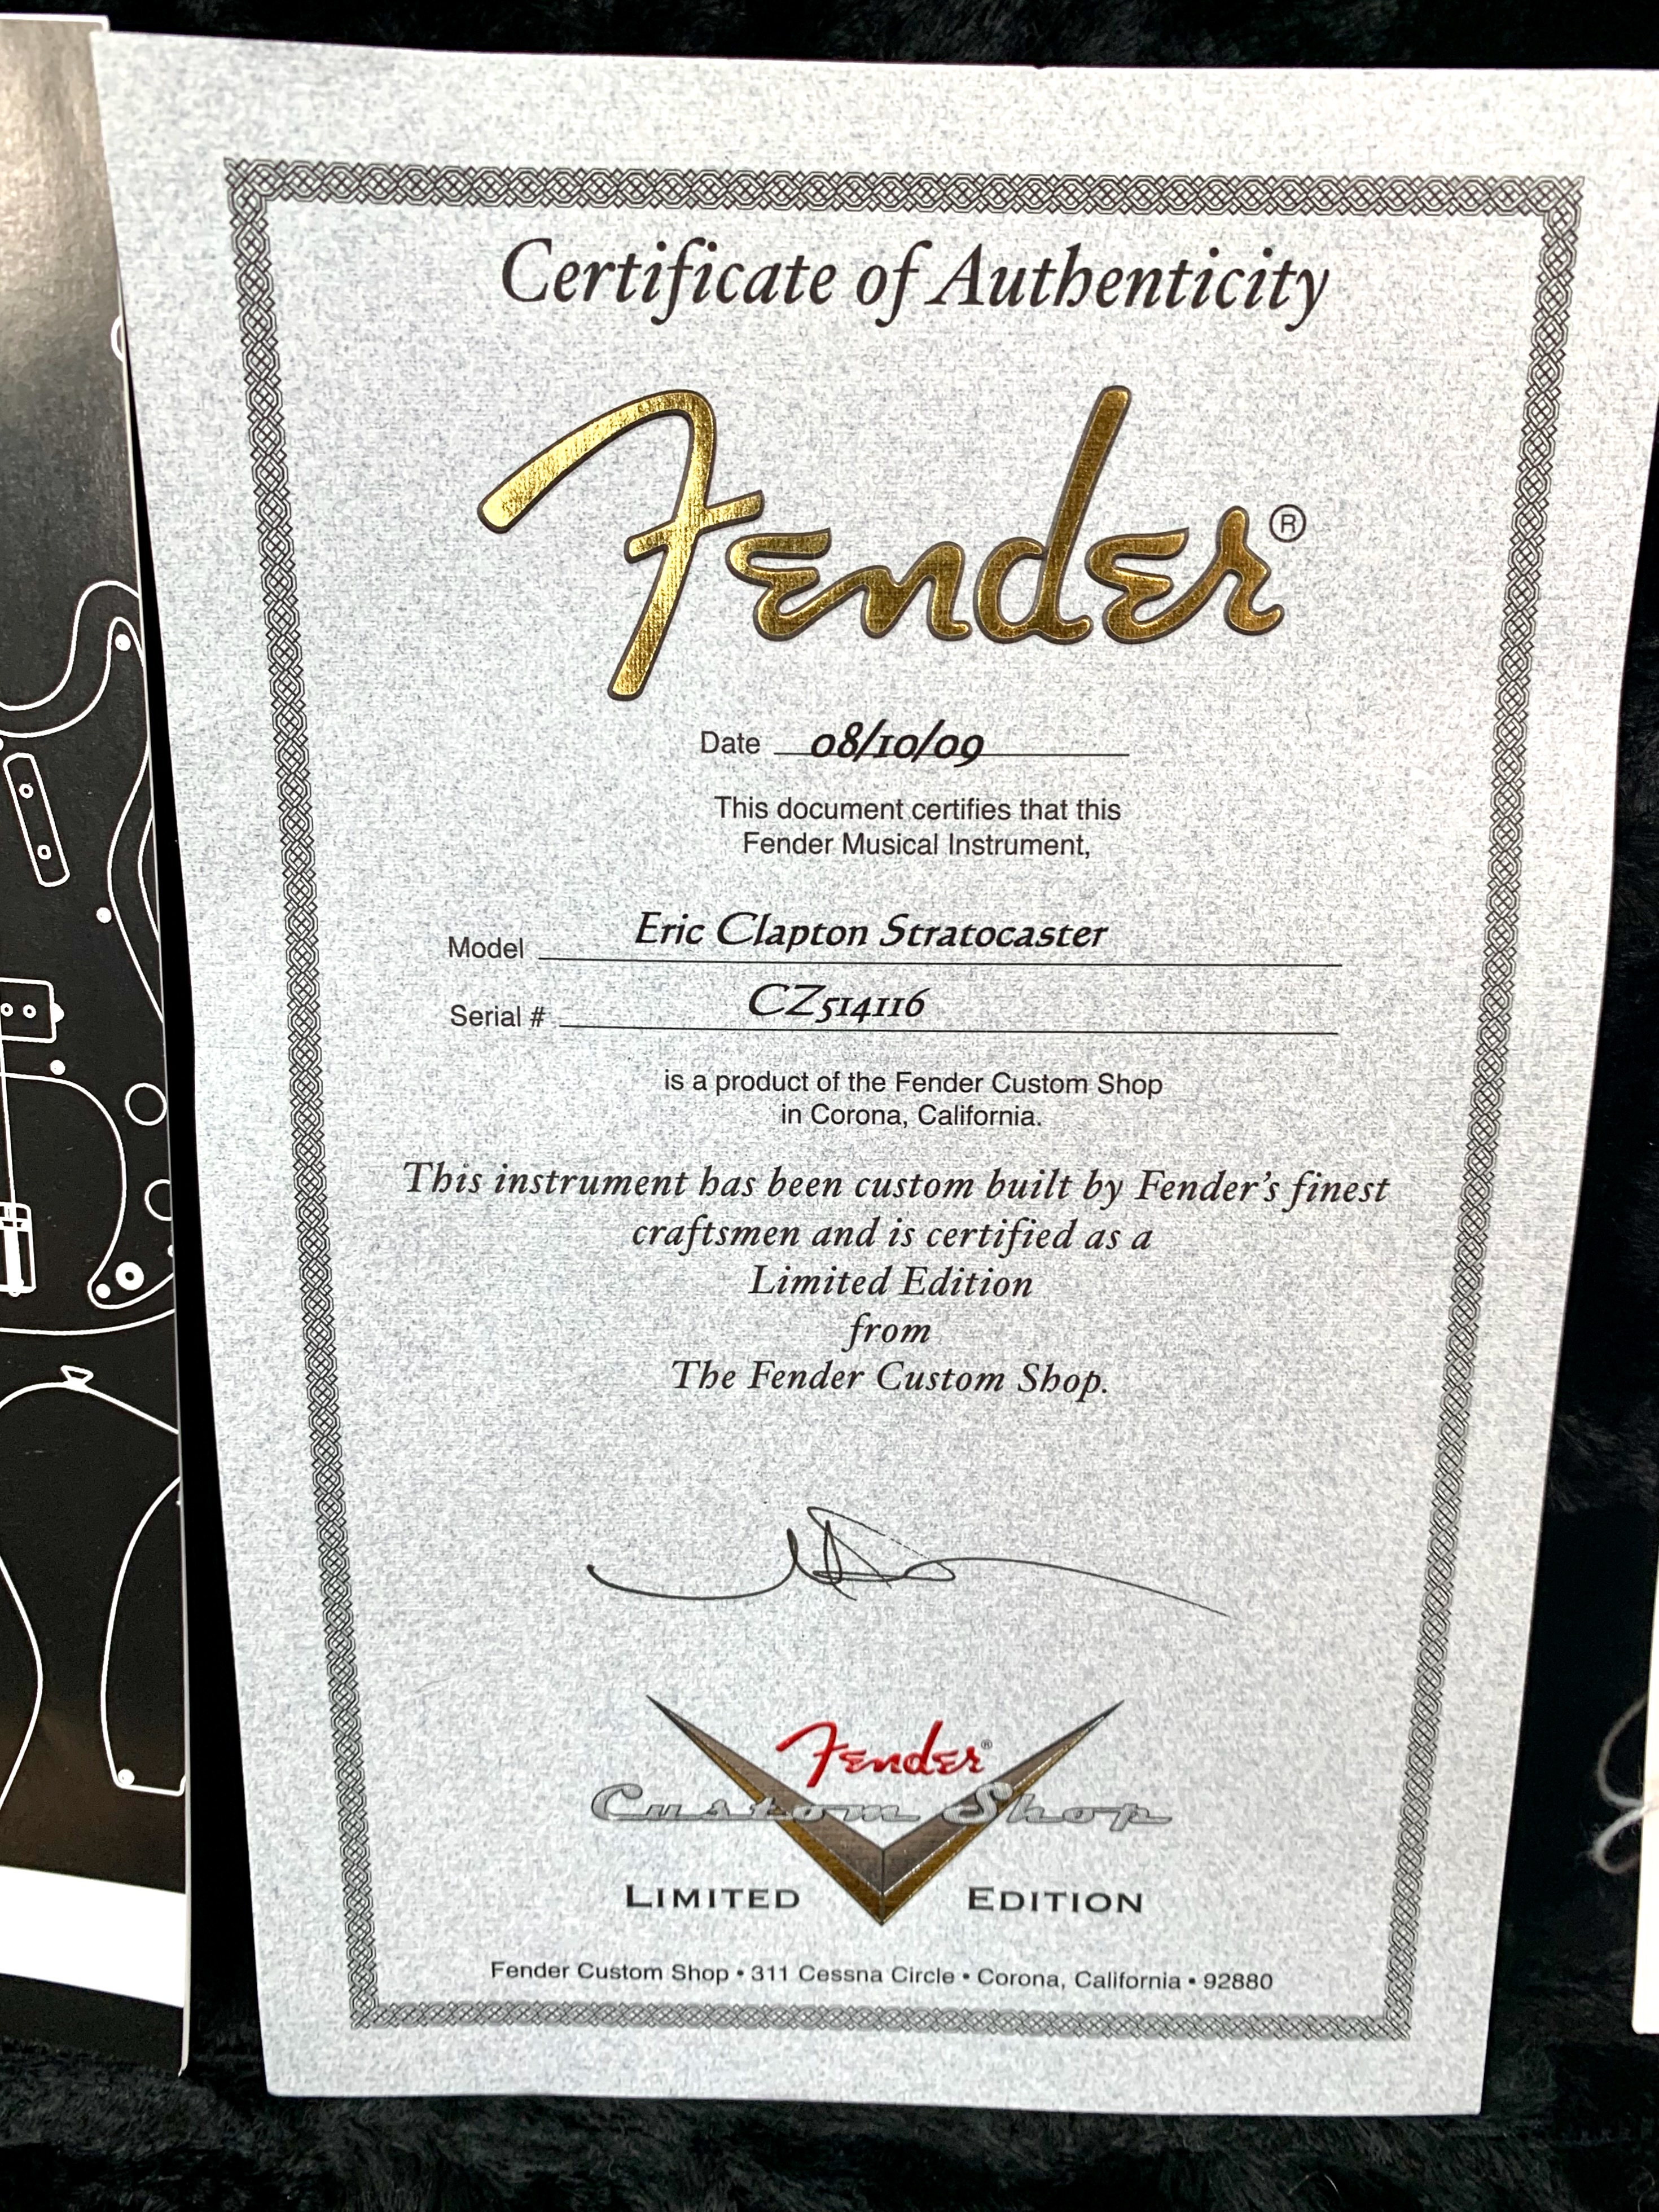 Certificate of Authenticity
Fender®
Date 08/10/09
This document certifies that this
Fender Musical Instrument,
Model Eric Clapton Stratocaster
Serial # CZ514116
is a product of the Fender Custom Shop
in Corona, California.
This instrument has been custom built by Fender's finest
craftsmen and is certified as a
Limited Edition
from
The Fender Custom Shop.
Fender®
Custom Shop
LIMITED EDITION
Fender Custom Shop • 311 Cessna Circle • Corona, California • 92880